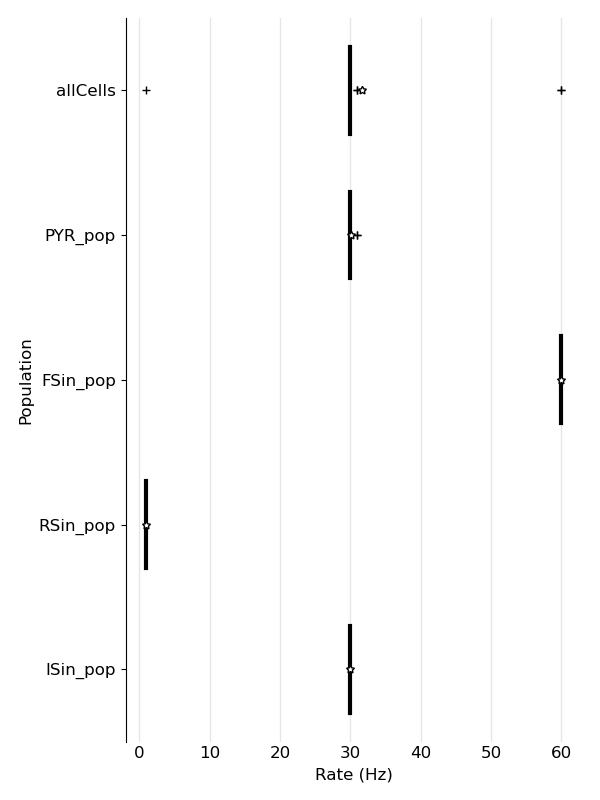 allCells
PYR_pop
FSin_pop
RSin_pop
ISin_pop
Population
0 10 20 30 40 50 60
Rate (Hz)